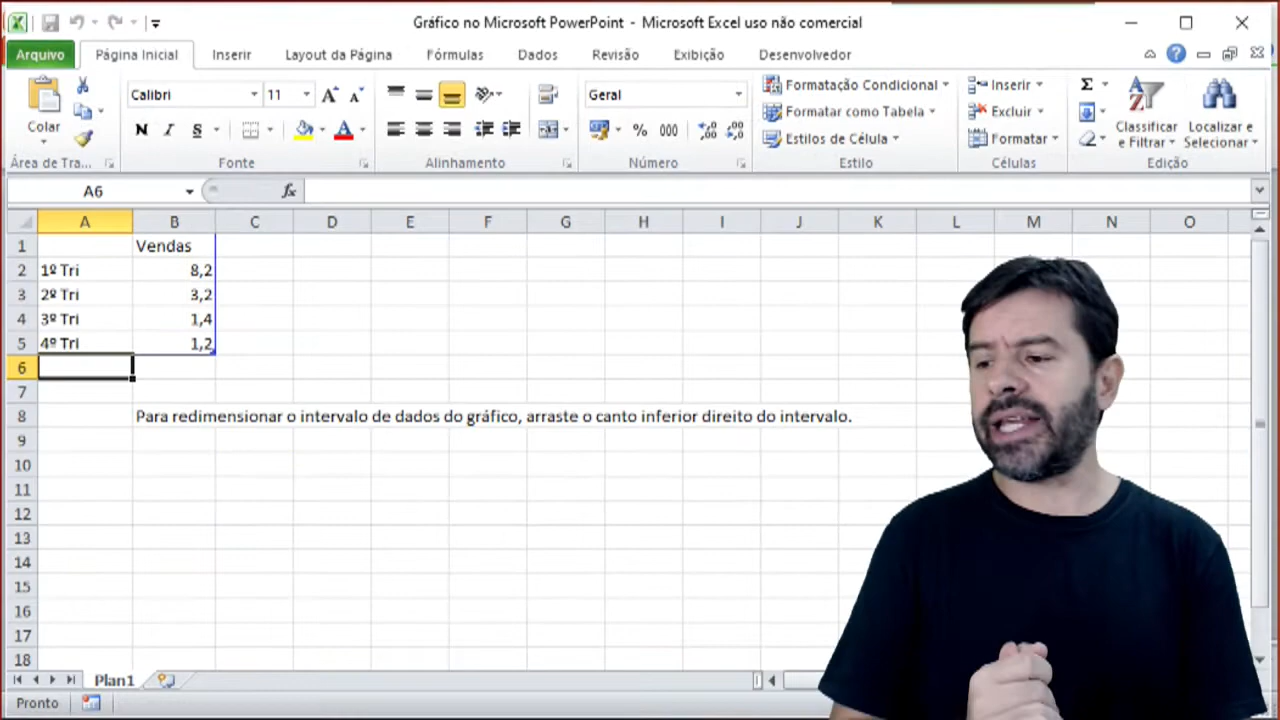 Gráfico no Microsoft PowerPoint - Microsoft Excel uso não comercial
Arquivo Página Inicial Inserir Layout da Página Fórmulas Dados Revisão Exibição Desenvolvedor
Colar
Calibri 11
N I S
Geral
% 000
Formatação Condicional
Formatar como Tabela
Estilos de Célula
Inserir
Excluir
Formatar
Σ
Classificar e Filtrar
Localizar e Selecionar
Área de Tra... Fonte Alinhamento Número Estilo Células Edição
A6 fx
A B C D E F G H I J K L M N O
1 Vendas
2 1º Tri 8,2
3 2º Tri 3,2
4 3º Tri 1,4
5 4º Tri 1,2
6
7
8 Para redimensionar o intervalo de dados do gráfico, arraste o canto inferior direito do intervalo.
9
10
11
12
13
14
15
16
17
18
Plan1
Pronto